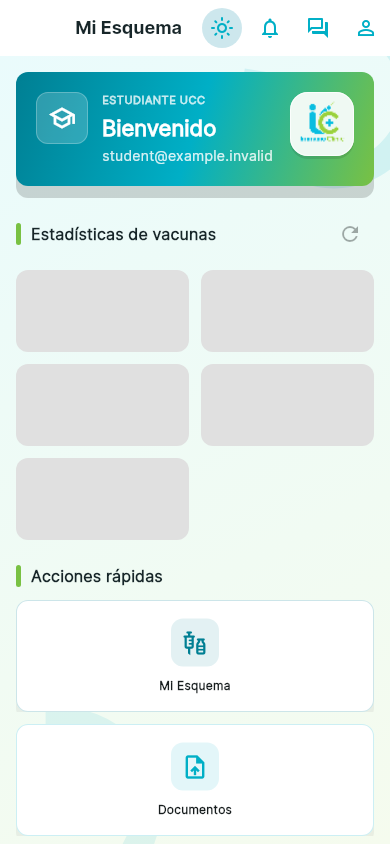 Mi Esquema
ESTUDIANTE UCC
Bienvenido
student@example.invalid
Estadísticas de vacunas
Acciones rápidas
Mi Esquema
Documentos